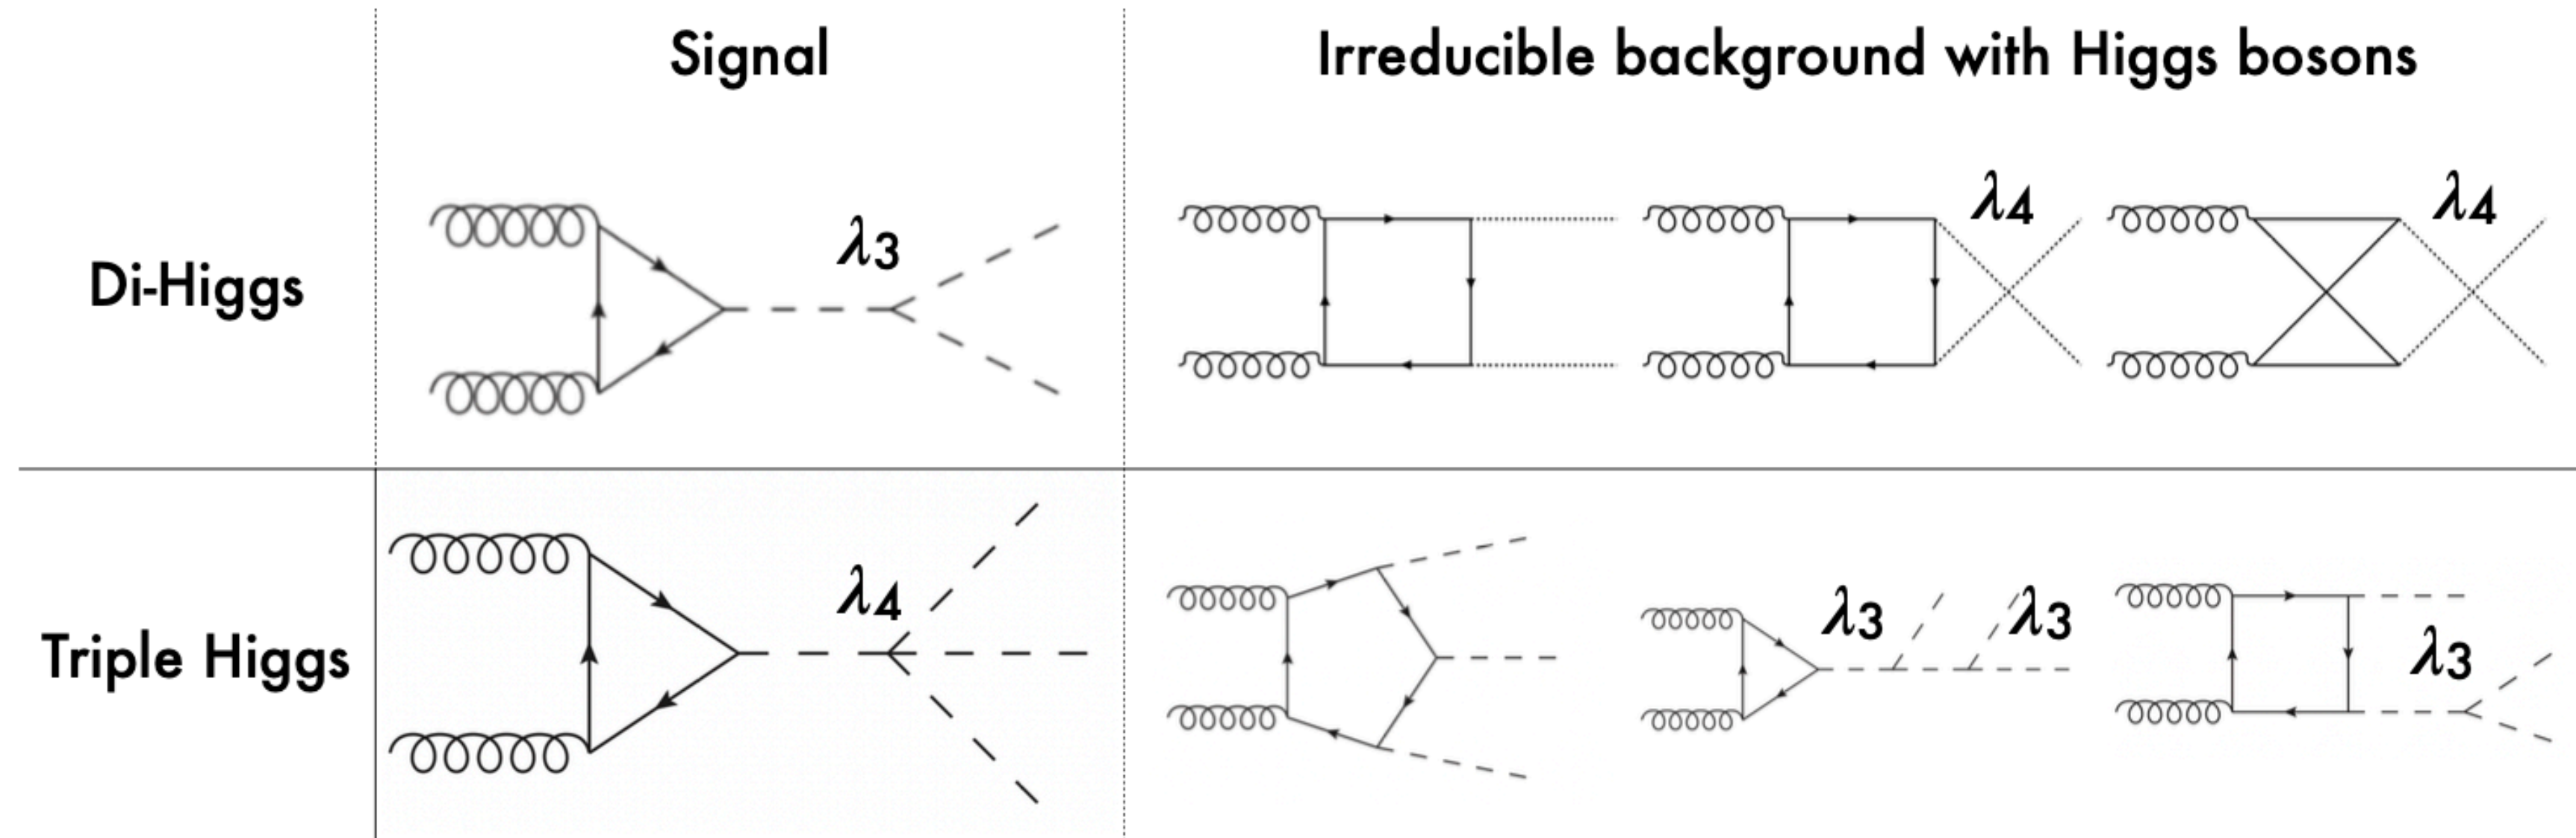 Signal
Irreducible background with Higgs bosons
Di-Higgs
λ3
λ4
λ4
Triple Higgs
λ4
λ3
λ3
λ3